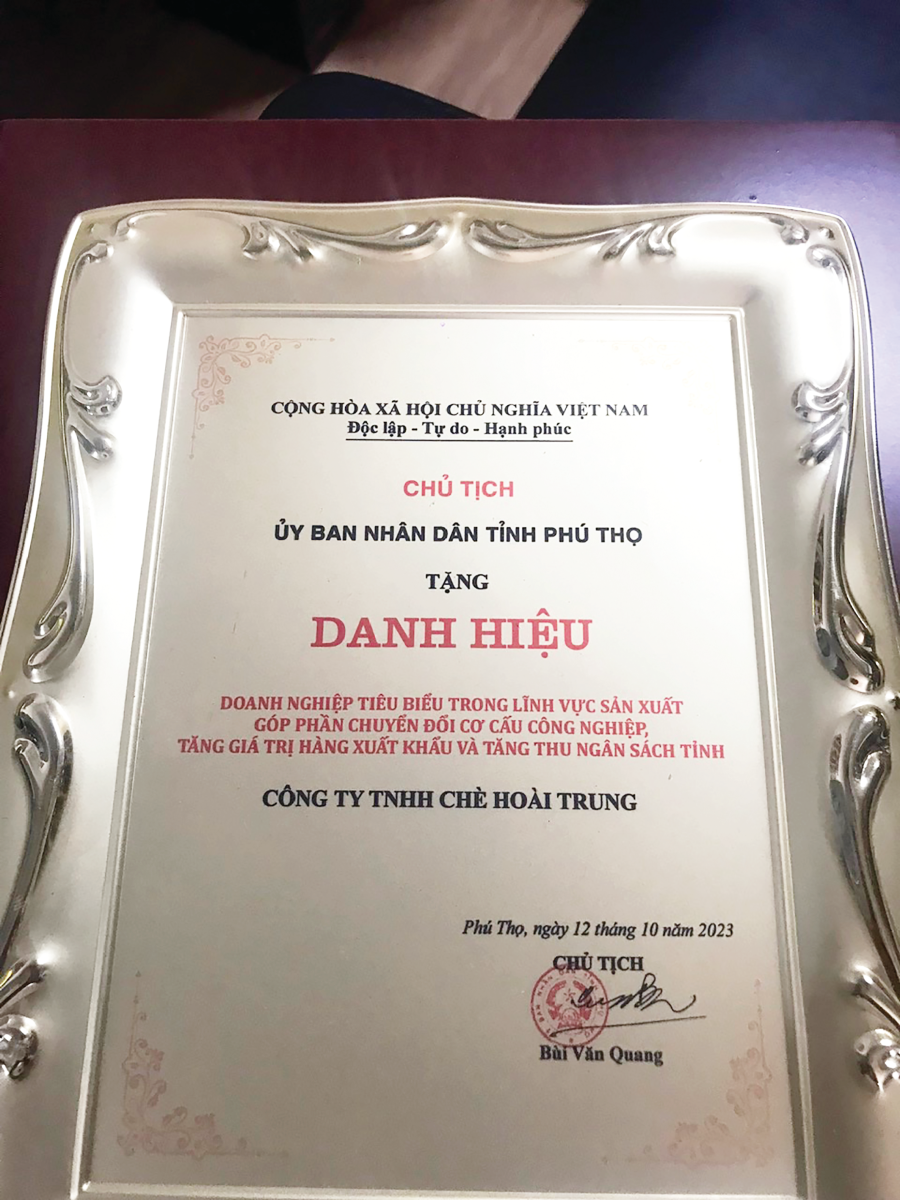 CỘNG HÒA XÃ HỘI CHỦ NGHĨA VIỆT NAM
Độc lập - Tự do - Hạnh phúc
CHỦ TỊCH
ỦY BAN NHÂN DÂN TỈNH PHÚ THỌ
TẶNG
DANH HIỆU
DOANH NGHIỆP TIÊU BIỂU TRONG LĨNH VỰC SẢN XUẤT
GÓP PHẦN CHUYỂN ĐỔI CƠ CẤU CÔNG NGHIỆP,
TĂNG GIÁ TRỊ HÀNG XUẤT KHẨU VÀ TĂNG THU NGÂN SÁCH TỈNH
CÔNG TY TNHH CHÈ HOÀI TRUNG
Phú Thọ, ngày 12 tháng 10 năm 2023
CHỦ TỊCH
Bùi Văn Quang